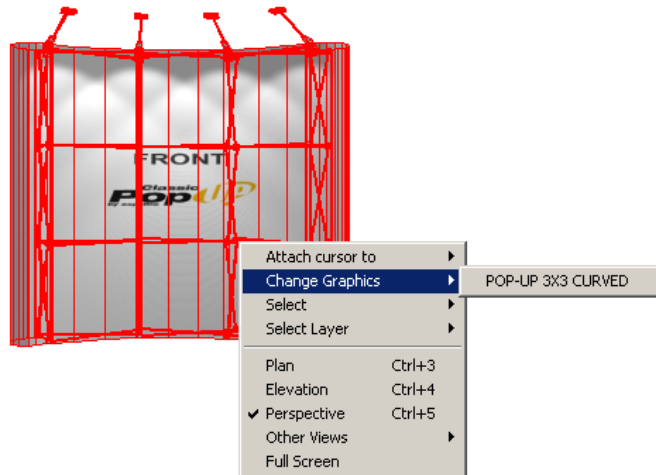 FRONT
Classic
PopUP
Attach cursor to
Change Graphics
POP-UP 3X3 CURVED
Select
Select Layer
Plan Ctrl+3
Elevation Ctrl+4
Perspective Ctrl+5
Other Views
Full Screen